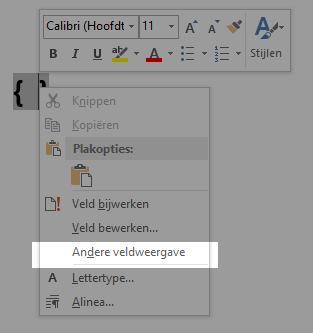 Calibri (Hoofdt 11 A A A
B I U ab A Stijlen
{ }
Knippen
Kopiëren
Plakopties:
Veld bijwerken
Veld bewerken...
Andere veldweergave
A Lettertype...
Alinea...